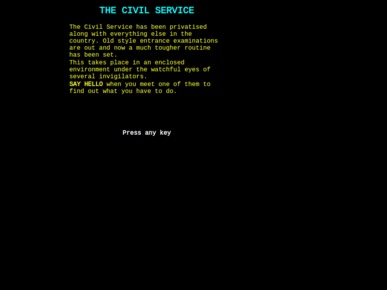 THE CIVIL SERVICE
The Civil Service has been privatised
along with everything else in the
country. Old style entrance examinations
are out and now a much tougher routine
has been set.
This takes place in an enclosed
environment under the watchful eyes of
several invigilators.
SAY HELLO when you meet one of them to
find out what you have to do.
Press any key